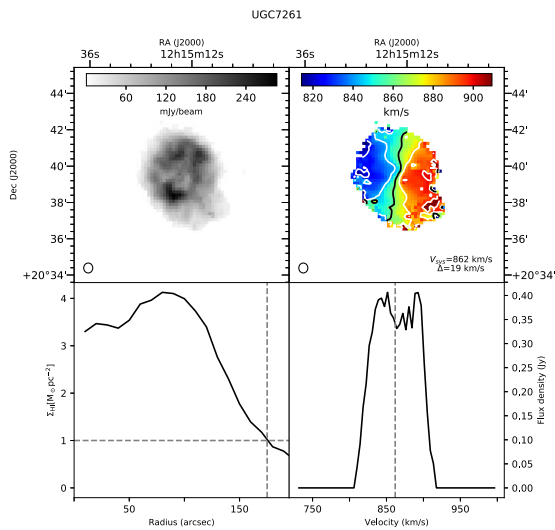 UGC7261
RA (J2000)
RA (J2000)
36s
12h15m12s
36s
12h15m12s
60 120 180 240
mJy/beam
820 840 860 880 900
km/s
Dec (J2000)
44'
42'
40'
38'
36'
+20°34'
44'
42'
40'
38'
36'
+20°34'
V_sys=862 km/s
Δ=19 km/s
Σ_HI[M_⊙pc⁻²]
4
3
2
1
0
50 150
Radius (arcsec)
750 850 950
Velocity (km/s)
0.40
0.35
0.30
0.25
0.20
0.15
0.10
0.05
0.00
Flux density (Jy)